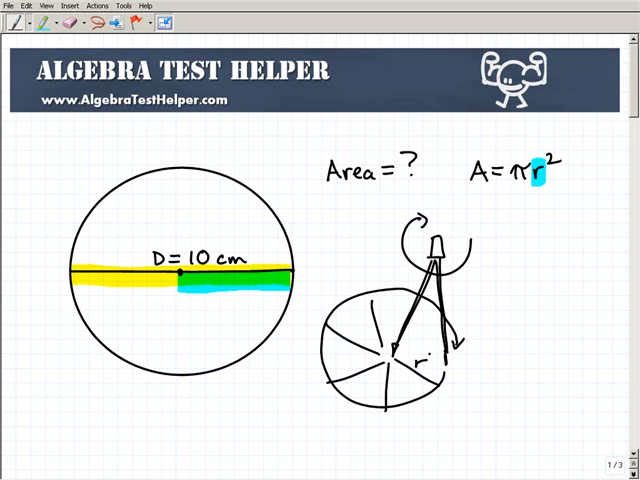 File Edit View Insert Actions Tools Help
ALGEBRA TEST HELPER
www.AlgebraTestHelper.com
Area = ? A = πr²
D = 10 cm
r
1 / 3